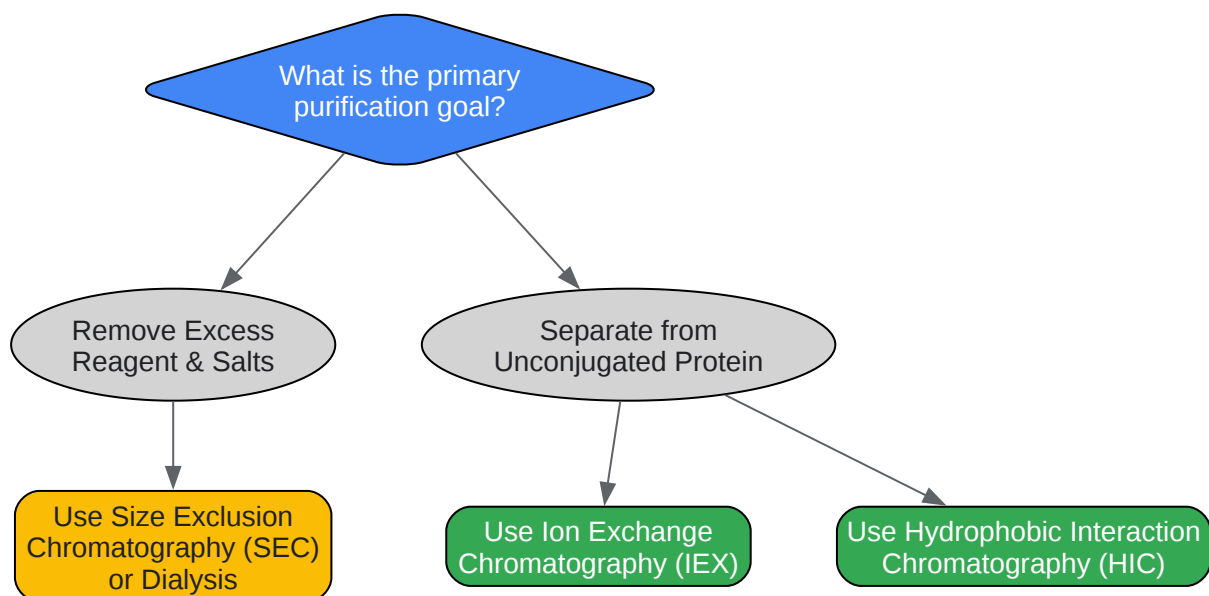 What is the primary
purification goal?
Remove Excess
Reagent & Salts
Separate from
Unconjugated Protein
Use Size Exclusion
Chromatography (SEC)
or Dialysis
Use Ion Exchange
Chromatography (IEX)
Use Hydrophobic Interaction
Chromatography (HIC)